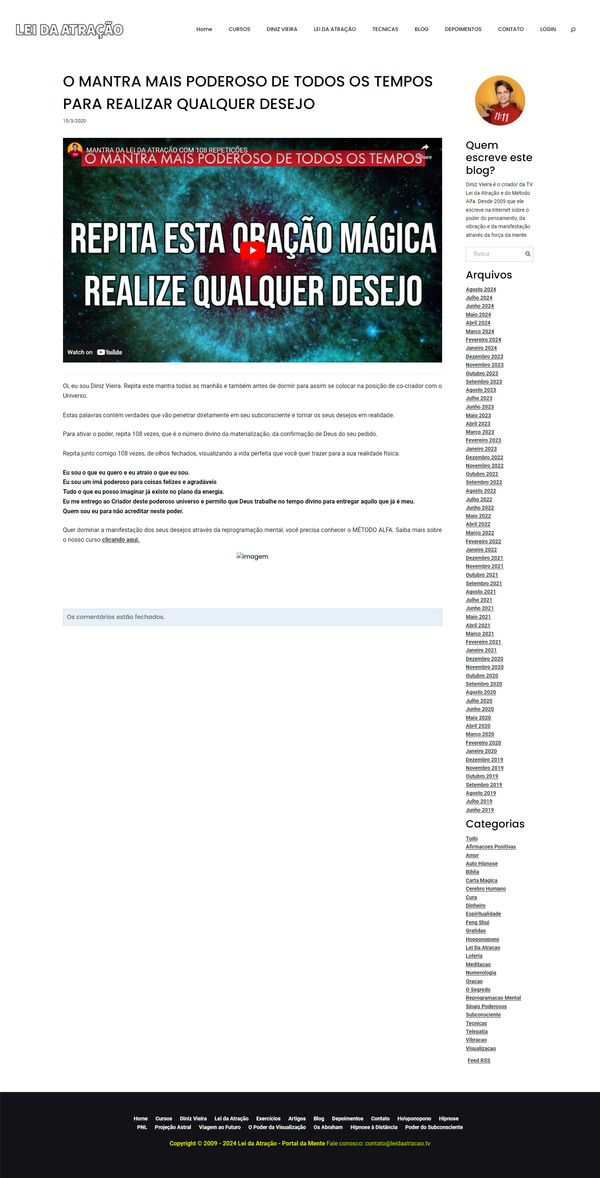 LEI DA ATRAÇÃO
Home CURSOS DINIZ VIEIRA LEI DA ATRAÇÃO TECNICAS BLOG DEPOIMENTOS CONTATO LOGIN
O MANTRA MAIS PODEROSO DE TODOS OS TEMPOS
PARA REALIZAR QUALQUER DESEJO
15/3/2020
MANTRA DA LEI DA ATRAÇÃO COM 108 REPETIÇÕES
O MANTRA MAIS PODEROSO DE TODOS OS TEMPOS
Share
REPITA ESTA ORAÇÃO MÁGICA
REALIZE QUALQUER DESEJO
Watch on YouTube
Oi, eu sou Diniz Vieira. Repita este mantra todas as manhãs e também antes de dormir para assim se colocar na posição de co-criador com o
Universo.
Estas palavras contém verdades que vão penetrar diretamente em seu subconsciente e tornar os seus desejos em realidade.
Para ativar o poder, repita 108 vezes, que é o número divino da materialização, da confirmação de Deus do seu pedido.
Repita junto comigo 108 vezes, de olhos fechados, visualizando a vida perfeita que você quer trazer para a sua realidade física.
Eu sou o que eu quero e eu atraio o que eu sou.
Eu sou um imã poderoso para coisas felizes e agradáveis
Tudo o que eu posso imaginar já existe no plano da energia.
Eu me entrego ao Criador deste poderoso universo e permito que Deus trabalhe no tempo divino para entregar aquilo que já é meu.
Quem sou eu para não acreditar neste poder.
Quer dominar a manifestação dos seus desejos através da reprogramação mental, você precisa conhecer o MÉTODO ALFA. Saiba mais sobre
o nosso curso clicando aqui.
Imagem
Os comentários estão fechados.
11:11
Quem
escreve este
blog?
Diniz Vieira é o criador da TV
Lei da Atração e do Método
Alfa. Desde 2009 que ele
escreve na Internet sobre o
poder do pensamento, da
vibração e da manifestação
através da força da mente.
Busca
Arquivos
Agosto 2024
Julho 2024
Junho 2024
Maio 2024
Abril 2024
March 2024
Fevereiro 2024
Janeiro 2024
Dezembro 2023
Novembro 2023
Outubro 2023
Setembro 2023
Agosto 2023
Julho 2023
Junho 2023
Maio 2023
Abril 2023
March 2023
Fevereiro 2023
Janeiro 2023
Dezembro 2022
Novembro 2022
Outubro 2022
Setembro 2022
Agosto 2022
Julho 2022
Junho 2022
Maio 2022
Abril 2022
March 2022
Fevereiro 2022
Janeiro 2022
Dezembro 2021
Novembro 2021
Outubro 2021
Setembro 2021
Agosto 2021
Julho 2021
Junho 2021
Maio 2021
Abril 2021
March 2021
Fevereiro 2021
Janeiro 2021
Dezembro 2020
Novembro 2020
Outubro 2020
Setembro 2020
Agosto 2020
Julho 2020
Junho 2020
Maio 2020
Abril 2020
March 2020
Fevereiro 2020
Janeiro 2020
Dezembro 2019
Novembro 2019
Outubro 2019
Setembro 2019
Agosto 2019
Julho 2019
Junho 2019
Categorias
Tudo
Afirmacoes Positivas
Amor
Auto Hipnose
Biblia
Carta Magica
Cerebro Humano
Cura
Dinheiro
Espiritualidade
Feng Shui
Gratidao
Hooponopono
Lei Da Atracao
Loteria
Meditacao
Numerologia
Oracao
O Segredo
Reprogramacao Mental
Sinais Poderosos
Subconsciente
Tecnicas
Telepatia
Vibracao
Visualizacao
Feed RSS
Home Cursos Diniz Vieira Lei da Atração Exercícios Artigos Blog Depoimentos Contato Ho'oponopono Hipnose
PNL Projeção Astral Viagem ao Futuro O Poder da Visualização Os Abraham Hipnose à Distância Poder do Subconsciente
Copyright © 2009 - 2024 Lei da Atração - Portal da Mente Fale conosco: contato@leidaatracao.tv